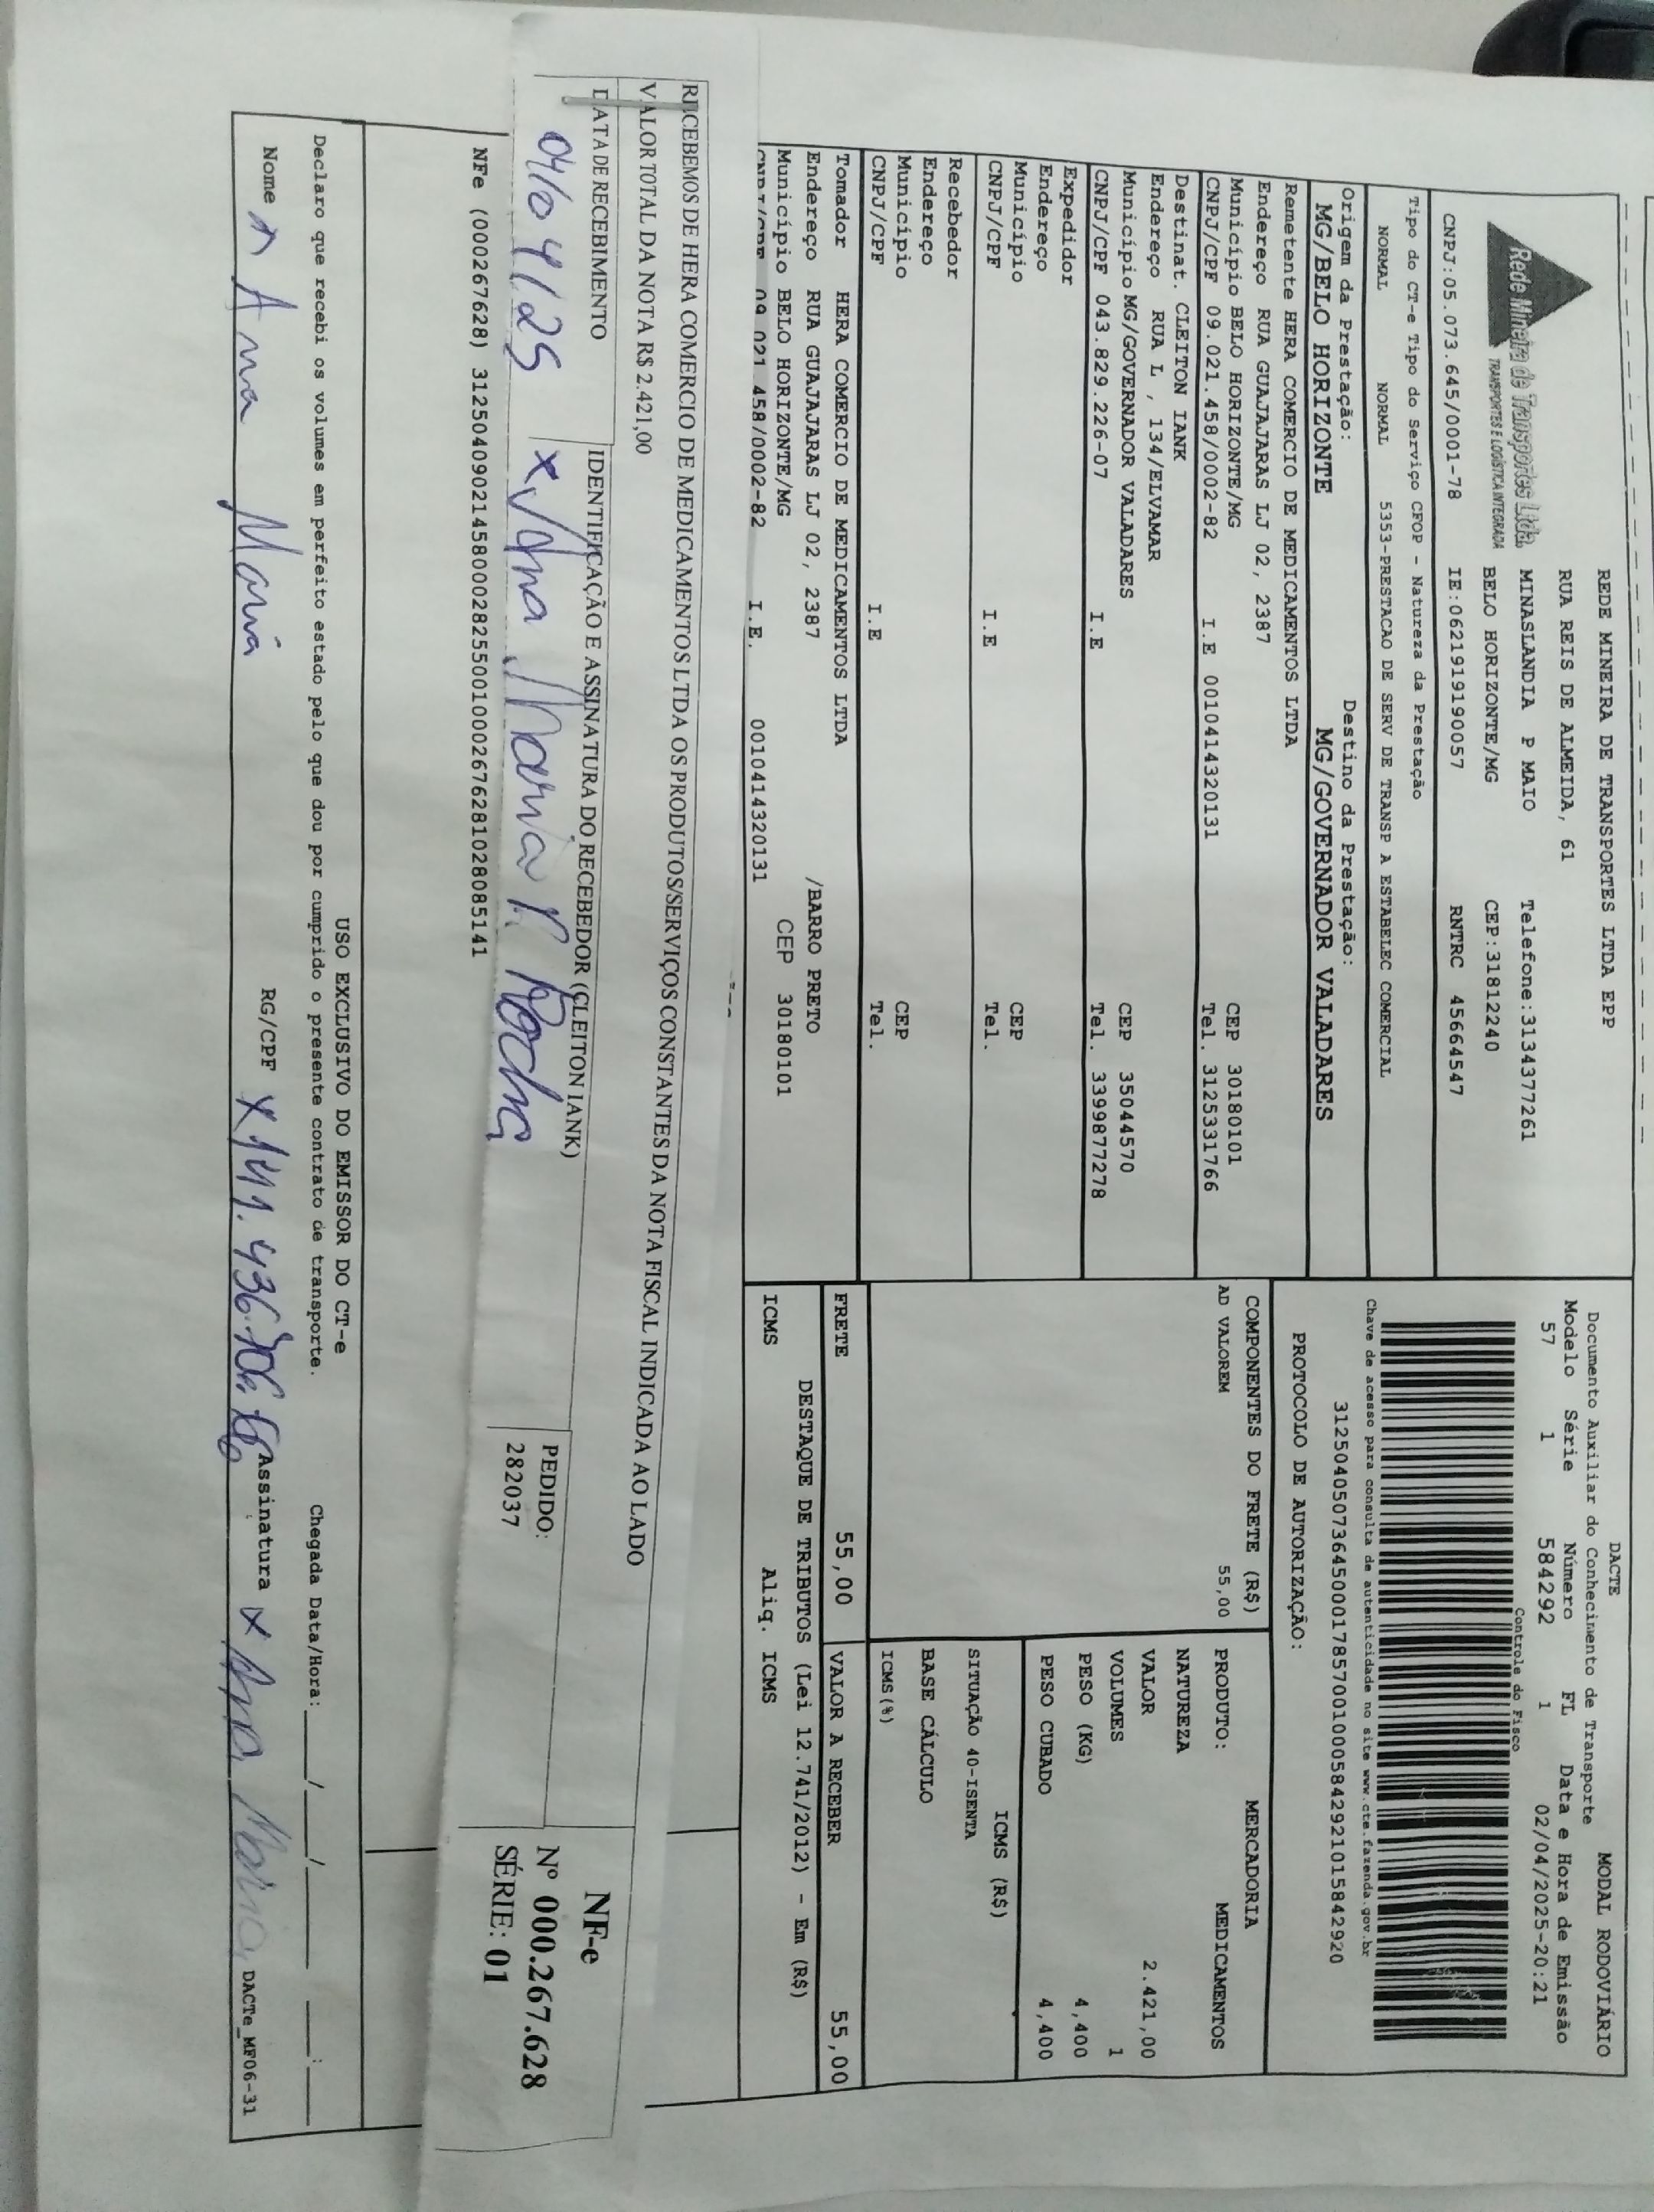 Rede Mineira de Transportes Ltda.
TRANSPORTES E LOGÍSTICA INTEGRADA
REDE MINEIRA DE TRANSPORTES LTDA EPP
RUA REIS DE ALMEIDA, 61
MINASLANDIA P MAIO Telefone:3134377261
BELO HORIZONTE/MG CEP:31812240
CNPJ:05.073.645/0001-78 IE:0621919190057 RNTRC 45664547
Tipo do CT-e Tipo do Serviço CFOP - Natureza da Prestação
NORMAL NORMAL 5353-PRESTACAO DE SERV DE TRANSP A ESTABELEC COMERCIAL
Origem da Prestação: Destino da Prestação:
MG/BELO HORIZONTE MG/GOVERNADOR VALADARES
Remetente HERA COMERCIO DE MEDICAMENTOS LTDA
Endereço RUA GUAJAJARAS LJ 02, 2387
Município BELO HORIZONTE/MG CEP 30180101
CNPJ/CPF 09.021.458/0002-82 I.E 0010414320131 Tel. 3125331766
Destinat. CLEITON IANK
Endereço RUA L , 134/ELVAMAR
Município MG/GOVERNADOR VALADARES CEP 35044570
CNPJ/CPF 043.829.226-07 I.E Tel. 33998772​78
Expedidor
Endereço
Município CEP
CNPJ/CPF I.E Tel.
Recebedor
Endereço
Município CEP
CNPJ/CPF I.E Tel.
Tomador HERA COMERCIO DE MEDICAMENTOS LTDA
Endereço RUA GUAJAJARAS LJ 02, 2387 /BARRO PRETO
Município BELO HORIZONTE/MG CEP 30180101
CNPJ/CPF 09.021.458/0002-82 I.E. 0010414320131
DACTE MODAL RODOVIÁRIO
Documento Auxiliar do Conhecimento de Transporte
Modelo Série Número FL Data e Hora de Emissão
57 1 584292 1 02/04/2025-20:21
Controle do Fisco
Chave de acesso para consulta de autenticidade no site www.cte.fazenda.gov.br
31250405073645000178570010005842921015842920
PROTOCOLO DE AUTORIZAÇÃO:
COMPONENTES DO FRETE (R$)
AD VALOREM 55,00
MERCADORIA
PRODUTO: MEDICAMENTOS
NATUREZA
VALOR 2.421,00
VOLUMES 1
PESO (KG) 4,400
PESO CUBADO 4,400
ICMS (R$)
SITUAÇÃO 40-ISENTA
BASE CÁLCULO
ICMS(%)
FRETE 55,00 VALOR A RECEBER 55,00
DESTAQUE DE TRIBUTOS (Lei 12.741/2012) - Em (R$)
ICMS Aliq. ICMS
RECEBEMOS DE HERA COMERCIO DE MEDICAMENTOS LTDA OS PRODUTOS/SERVIÇOS CONSTANTES DA NOTA FISCAL INDICADA AO LADO
VALOR TOTAL DA NOTA R$ 2.421,00
DATA DE RECEBIMENTO IDENTIFICAÇÃO E ASSINATURA DO RECEBEDOR (CLEITON IANK)
04/04/25 x Ana Maria R Rocha
PEDIDO:
282037
NF-e
Nº 000.267.628
SÉRIE: 01
NFe (000267628) 31250409021458000282550010002676281028085141
USO EXCLUSIVO DO EMISSOR DO CT-e
Declaro que recebi os volumes em perfeito estado pelo que dou por cumprido o presente contrato de transporte. Chegada Data/Hora: ___/___/_____ ___:___
Nome Ana Maria RG/CPF x 141.436. Assinatura x Ana Maria DACTe_MF06-31